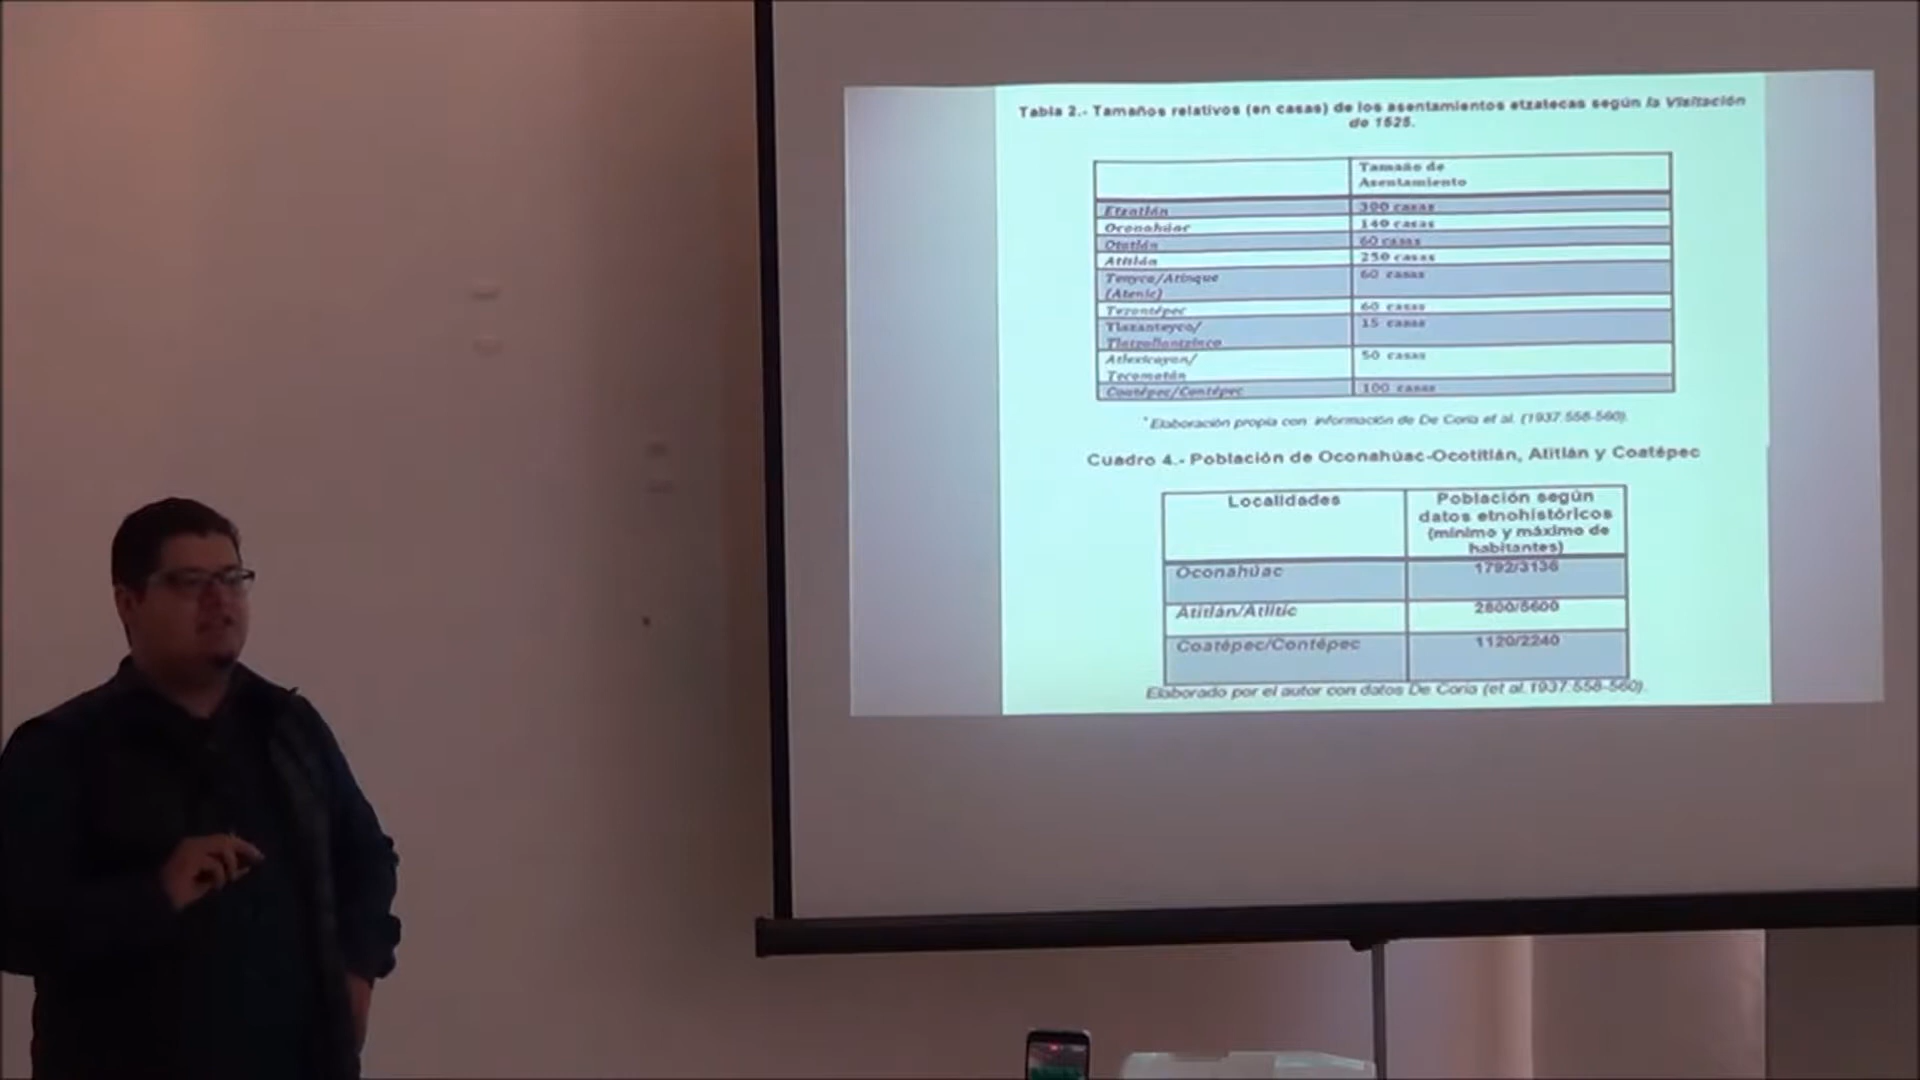 Tabla 2.- Tamaños relativos (en casas) de los asentamientos etzatecas según la Visitación
de 1525.
Tamaño de
Asentamiento
Etzatlán 300 casas
Oconahúac 140 casas
Otatlán 60 casas
Atitlán 250 casas
Tenyca/Atinque 60 casas
(Atenic)
Tezontépec 60 casas
15 casas
50 casas
Tecomatán
Coatépec/Contépec 100 casas
* Elaboración propia con información de De Coria et al. (1937:558-560).
Cuadro 4.- Población de Oconahúac-Ocotitlán, Atitlán y Coatépec
Localidades Población según
datos etnohistóricos
(mínimo y máximo de
habitantes)
Oconahúac 1792/3136
Atitlán/Atlitic 2800/5600
Coatépec/Contépec 1120/2240
Elaborado por el autor con datos De Coria (et al.1937:558-560).